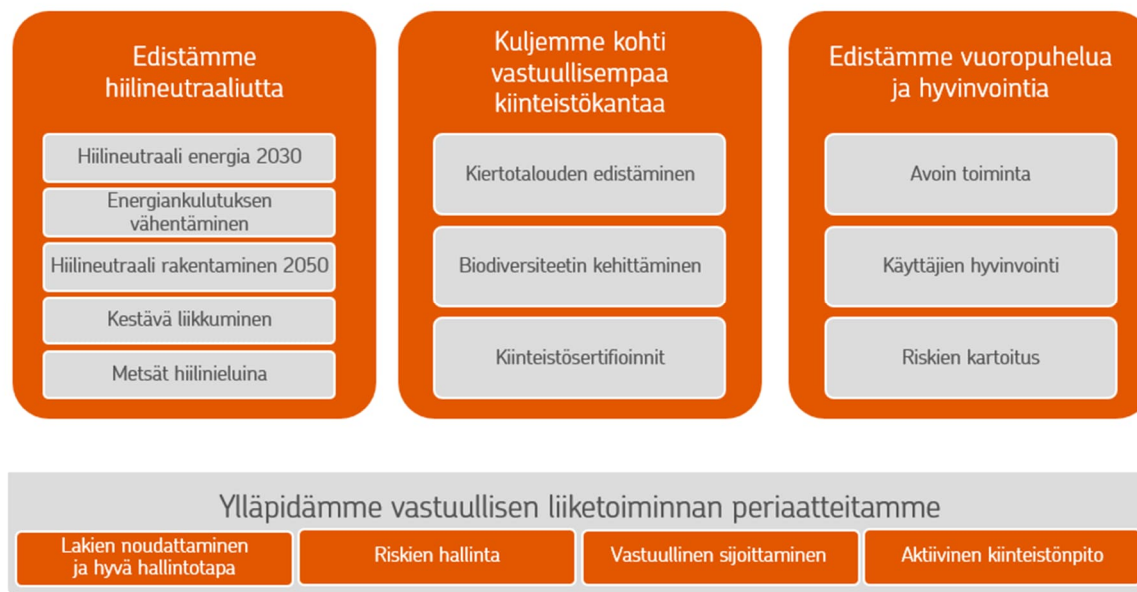 Edistämme
hiilineutraaliutta
Hiilineutraali energia 2030
Energiankulutuksen
vähentäminen
Hiilineutraali rakentaminen 2050
Kestävä liikkuminen
Metsät hiilinieluina
Kuljemme kohti
vastuullisempaa
kiinteistökantaa
Kiertotalouden edistäminen
Biodiversiteetin kehittäminen
Kiinteistösertifioinnit
Edistämme vuoropuhelua
ja hyvinvointia
Avoin toiminta
Käyttäjien hyvinvointi
Riskien kartoitus
Ylläpidämme vastuullisen liiketoiminnan periaatteitamme
Lakien noudattaminen
ja hyvä hallintotapa
Riskien hallinta
Vastuullinen sijoittaminen
Aktiivinen kiinteistönpito